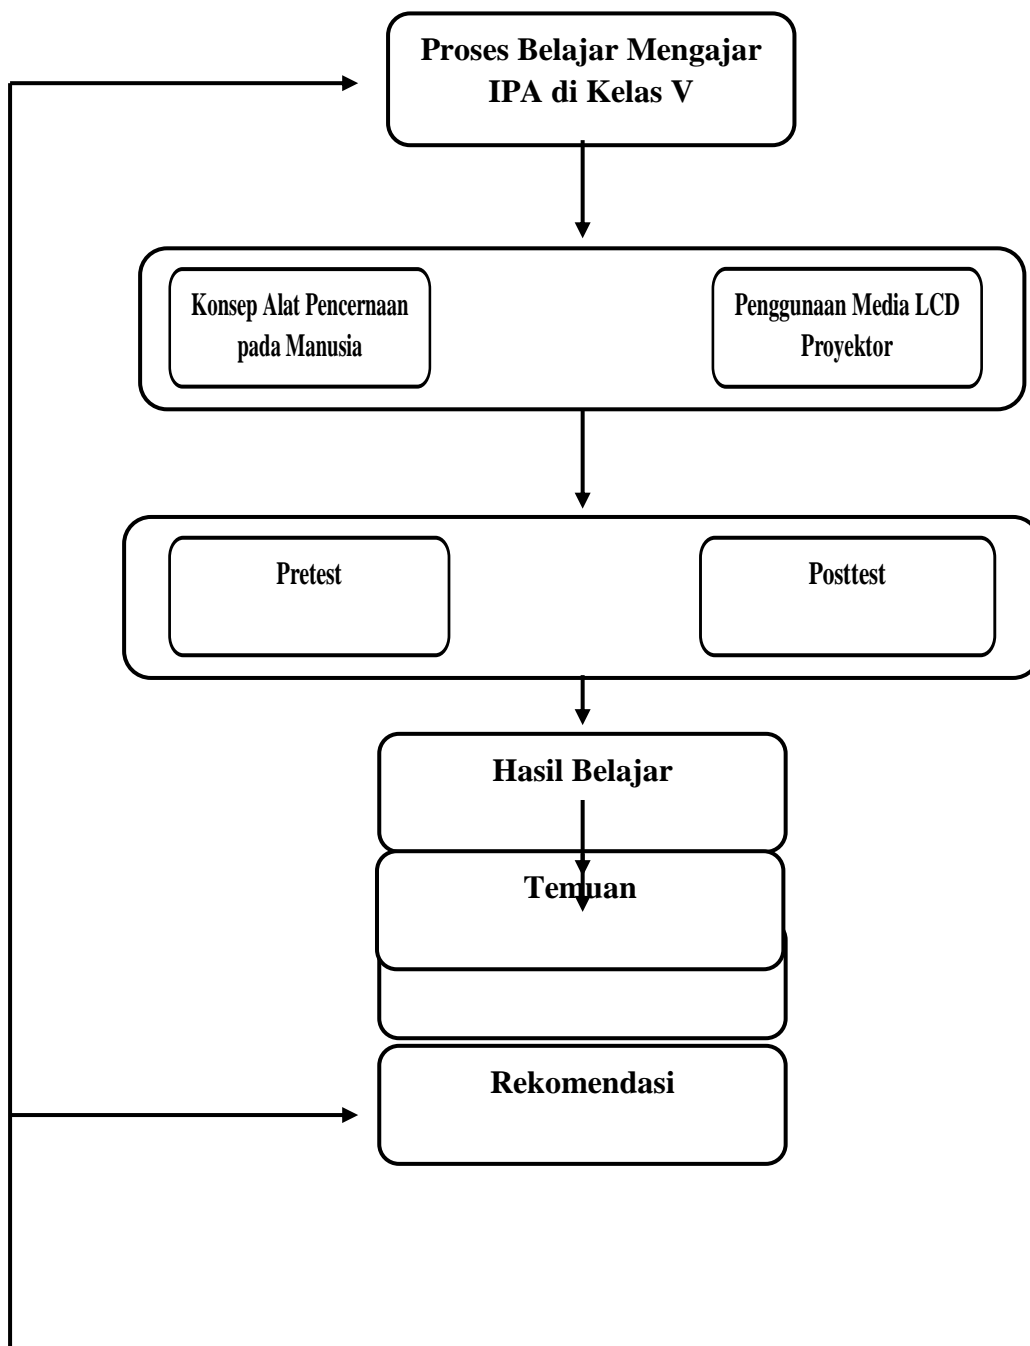 Proses Belajar Mengajar
IPA di Kelas V
Konsep Alat Pencernaan
pada Manusia
Penggunaan Media LCD
Proyektor
Pretest
Posttest
Hasil Belajar
Temuan
Rekomendasi